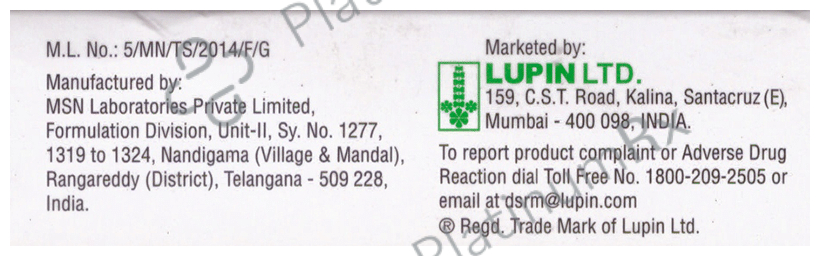 M.L. No.: 5/MN/TS/2014/F/G
Manufactured by:
MSN Laboratories Private Limited,
Formulation Division, Unit-II, Sy. No. 1277,
1319 to 1324, Nandigama (Village & Mandal),
Rangareddy (District), Telangana - 509 228,
India.
Marketed by:
LUPIN LTD.
159, C.S.T. Road, Kalina, Santacruz (E),
Mumbai - 400 098, INDIA.
To report product complaint or Adverse Drug
Reaction dial Toll Free No. 1800-209-2505 or
email at dsrm@lupin.com
® Regd. Trade Mark of Lupin Ltd.
PlatinumRx